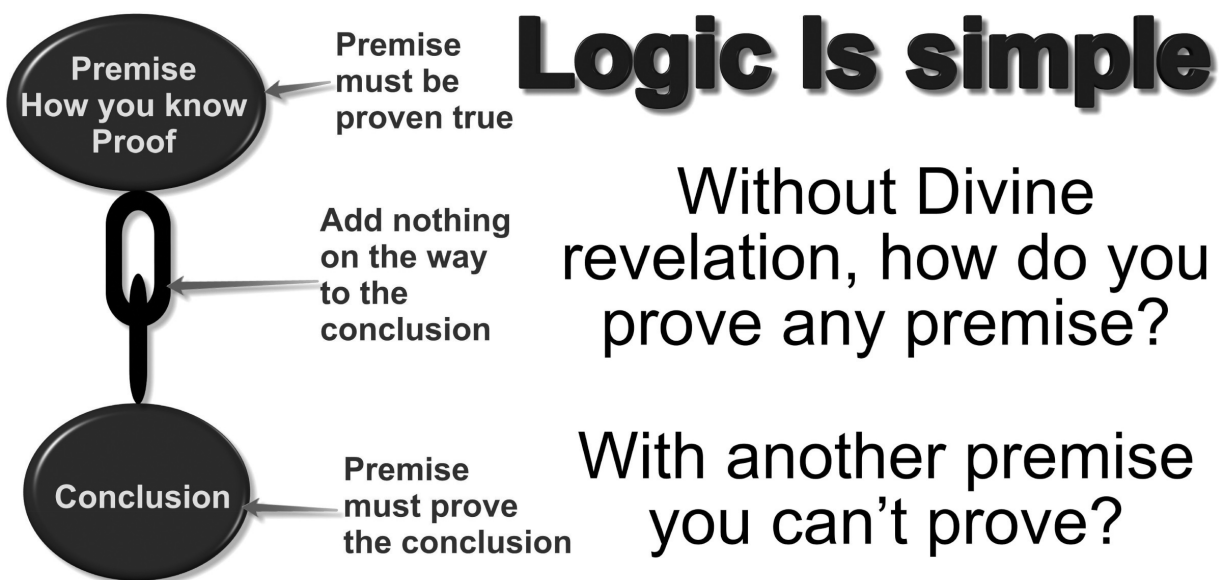 Logic Is simple
Premise
How you know
Proof
Premise
must be
proven true
Add nothing
on the way
to the
conclusion
Conclusion
Premise
must prove
the conclusion
Without Divine
revelation, how do you
prove any premise?
With another premise
you can’t prove?